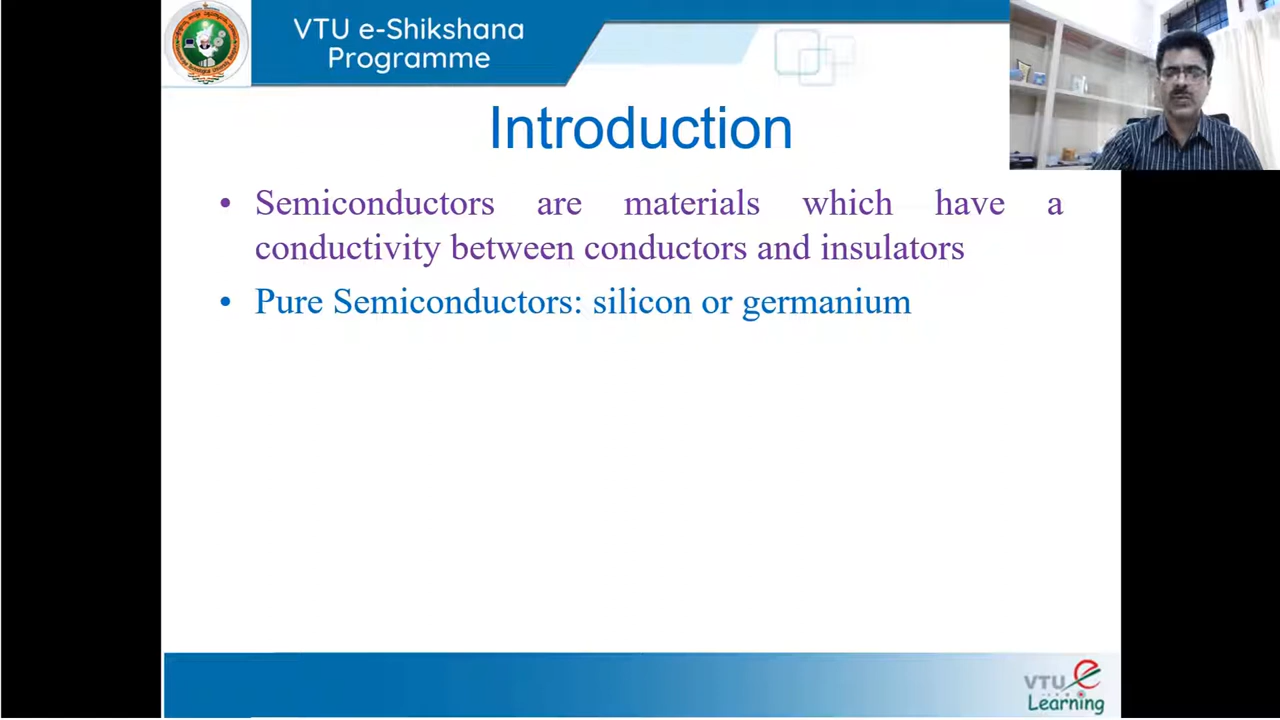 VTU e-Shikshana
Programme
Introduction
• Semiconductors are materials which have a
conductivity between conductors and insulators
• Pure Semiconductors: silicon or germanium
VTU e
Learning